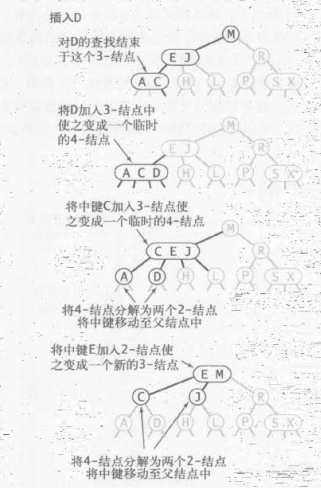 插入D
对D的查找结束
于这个3-结点
M
E J
R
A C
H
L
P
S X
将D加入3-结点中
使之变成一个临时
的4-结点
M
E J
R
A C D
H
L
P
S X
将中键C加入3-结点使
之变成一个临时的4-结点
M
C E J
R
A
D
H
L
P
S X
将4-结点分解为两个2-结点
将中键移动至父结点中
将中键E加入2-结点使
之变成一个新的3-结点
E M
C
J
R
A
D
H
L
P
S X
将4-结点分解为两个2-结点
将中键移动至父结点中